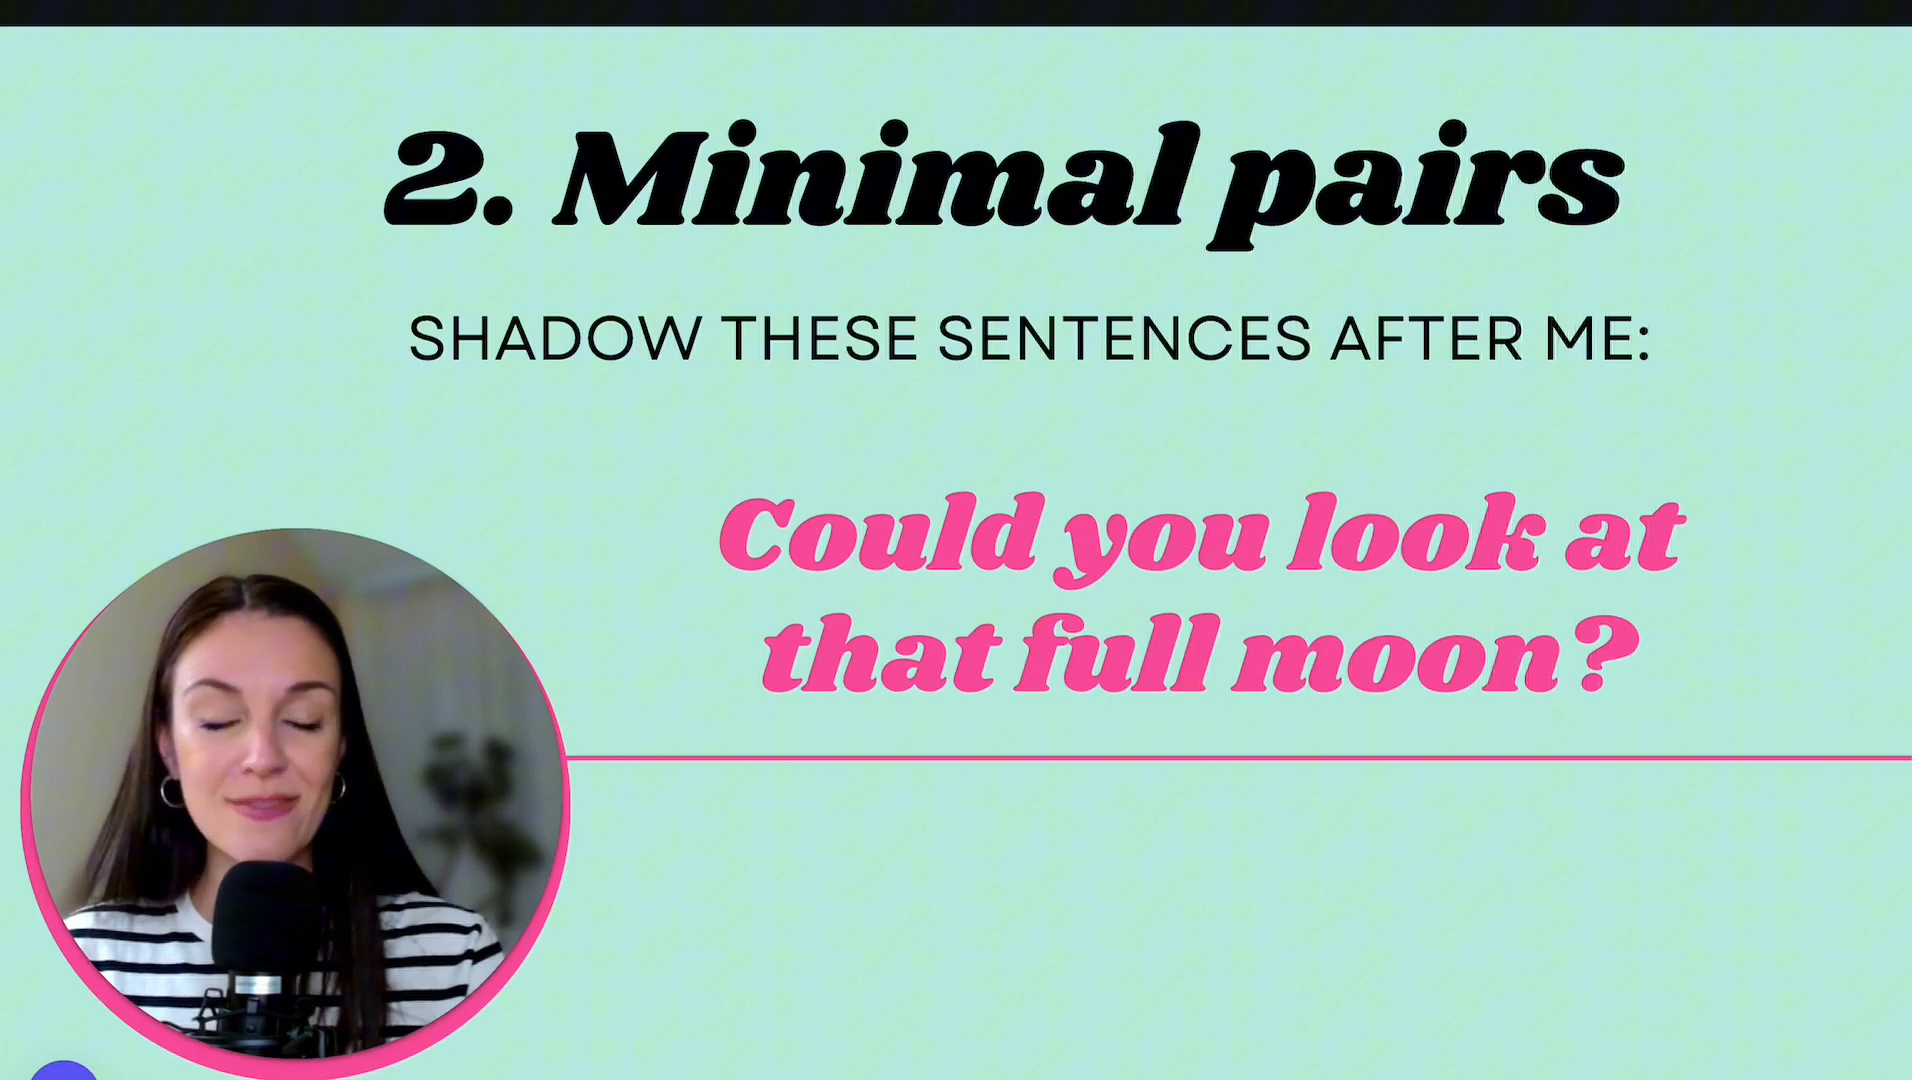 2. Minimal pairs
SHADOW THESE SENTENCES AFTER ME:
Could you look at
that full moon?